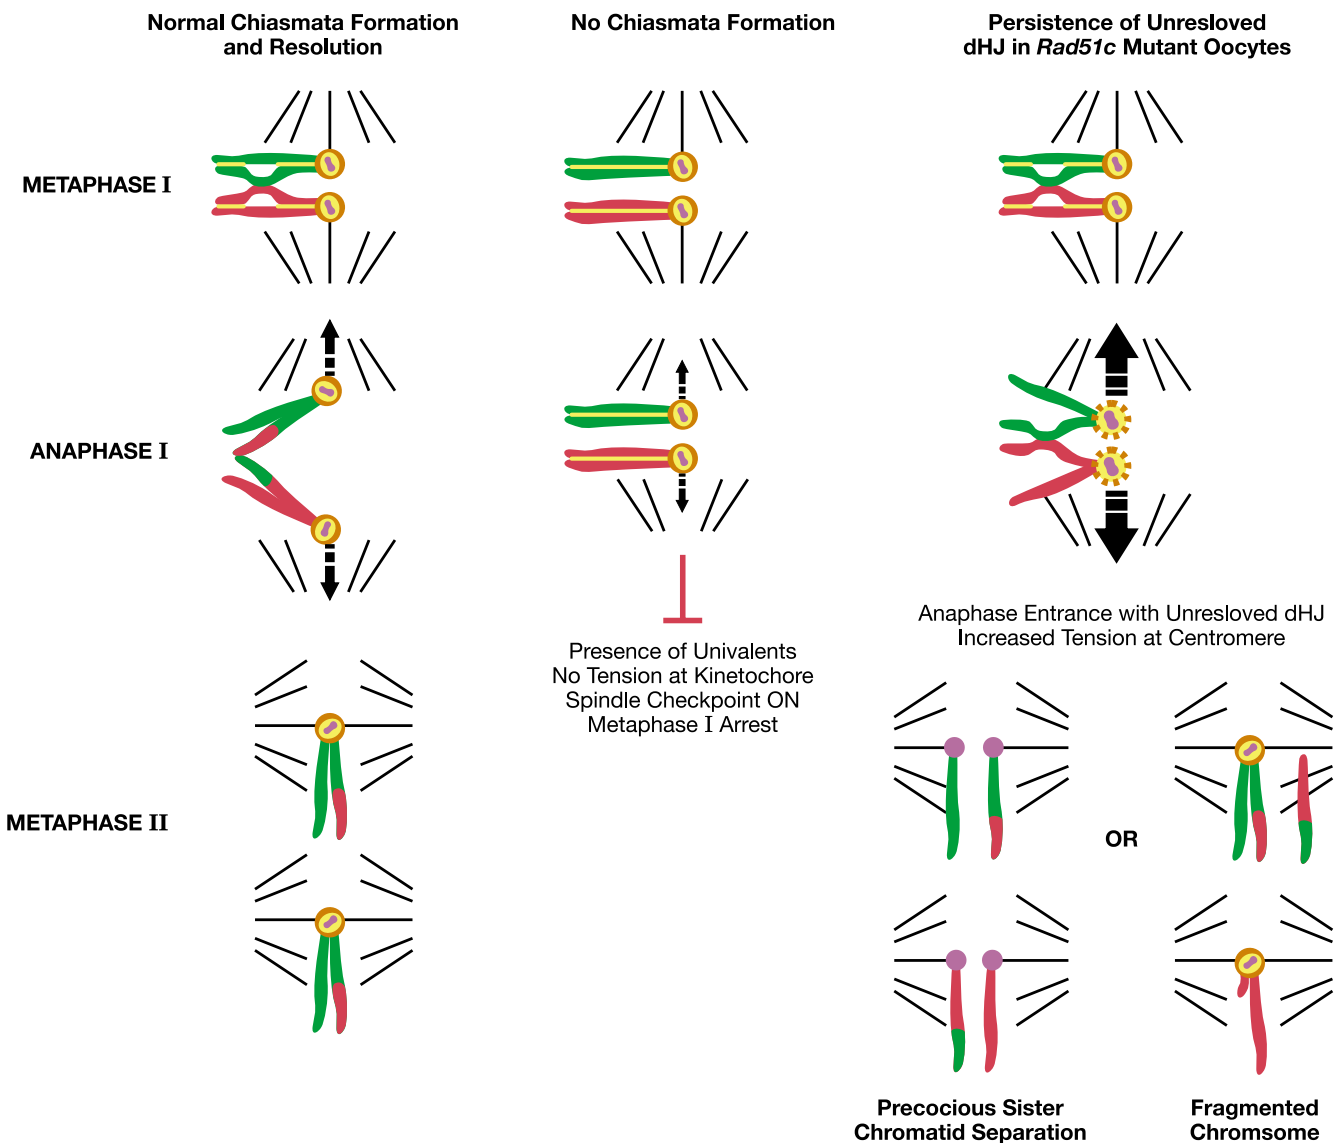 Normal Chiasmata Formation
and Resolution
No Chiasmata Formation
Persistence of Unresloved
dHJ in Rad51c Mutant Oocytes
METAPHASE I
ANAPHASE I
Presence of Univalents
No Tension at Kinetochore
Spindle Checkpoint ON
Metaphase I Arrest
Anaphase Entrance with Unresloved dHJ
Increased Tension at Centromere
METAPHASE II
OR
Precocious Sister
Chromatid Separation
Fragmented
Chromsome